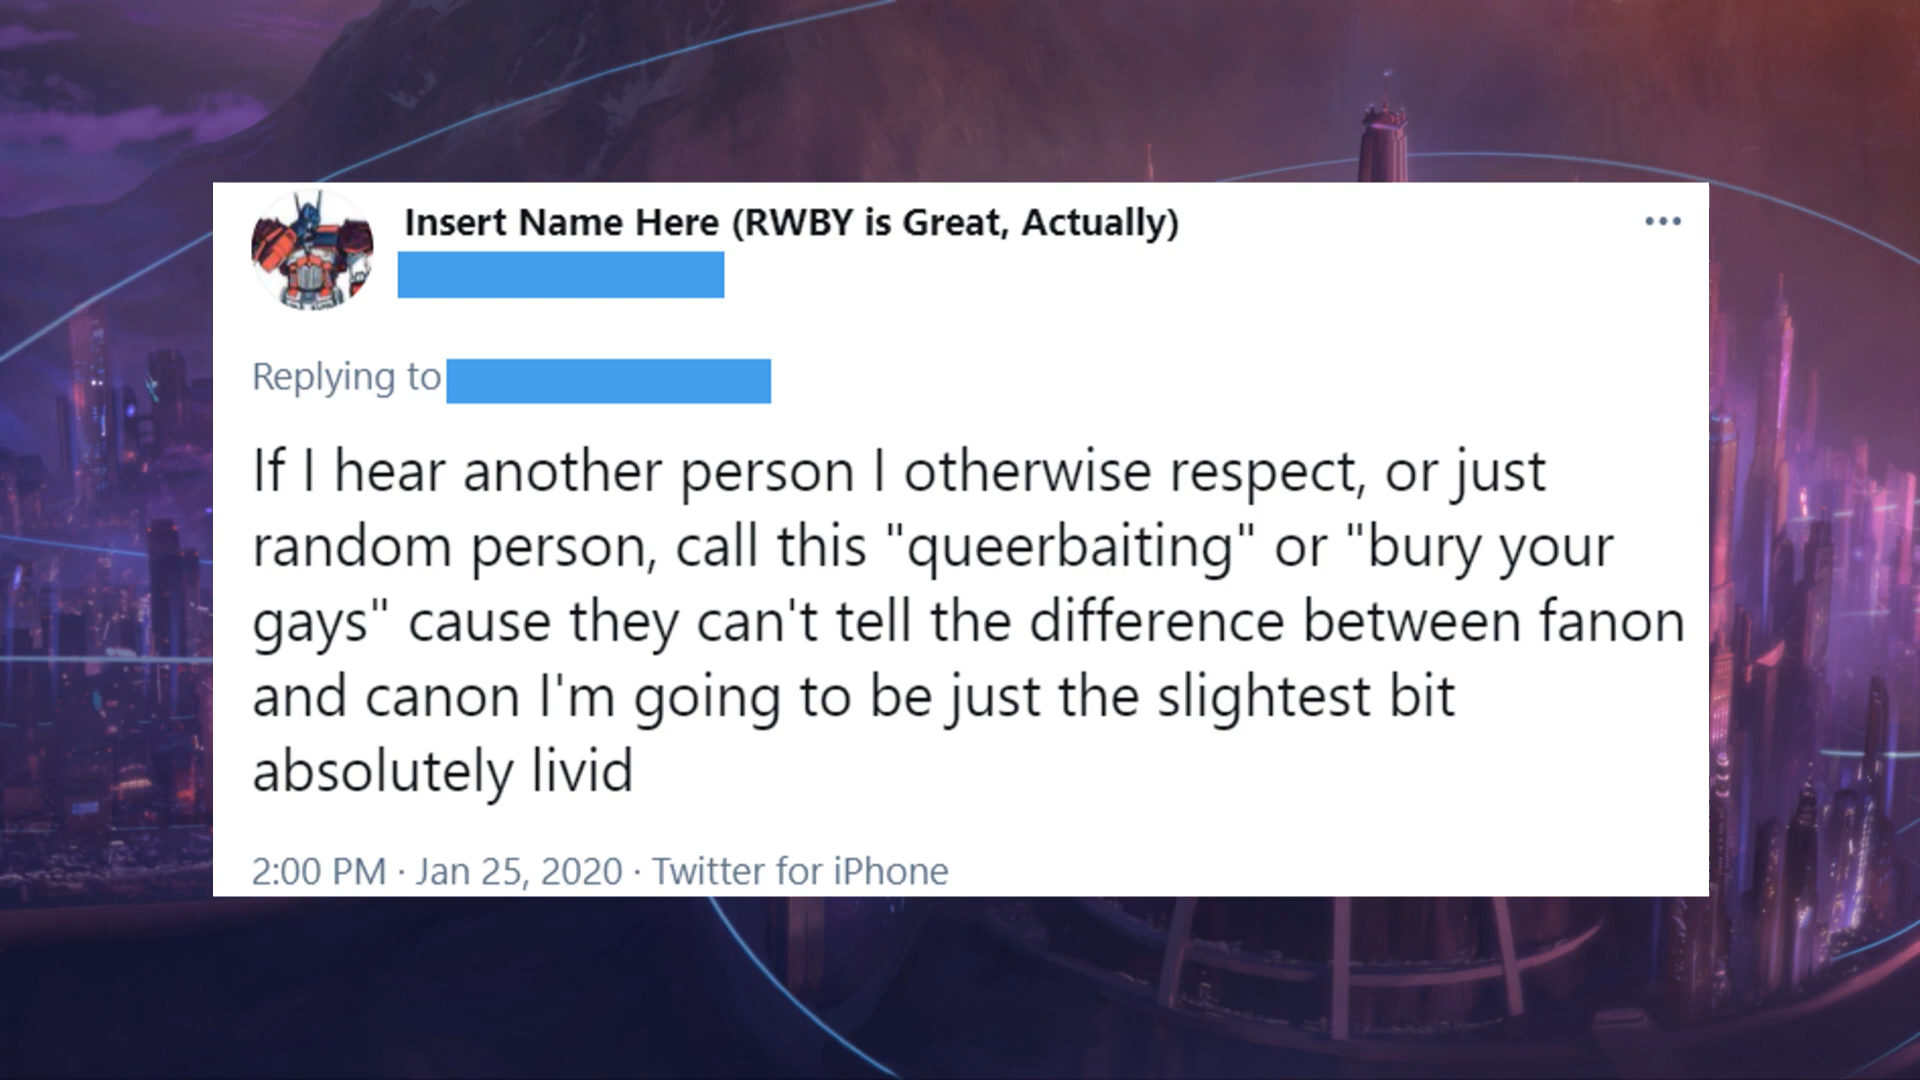 Insert Name Here (RWBY is Great, Actually)
Replying to
If I hear another person I otherwise respect, or just
random person, call this "queerbaiting" or "bury your
gays" cause they can't tell the difference between fanon
and canon I'm going to be just the slightest bit
absolutely livid
2:00 PM · Jan 25, 2020 · Twitter for iPhone